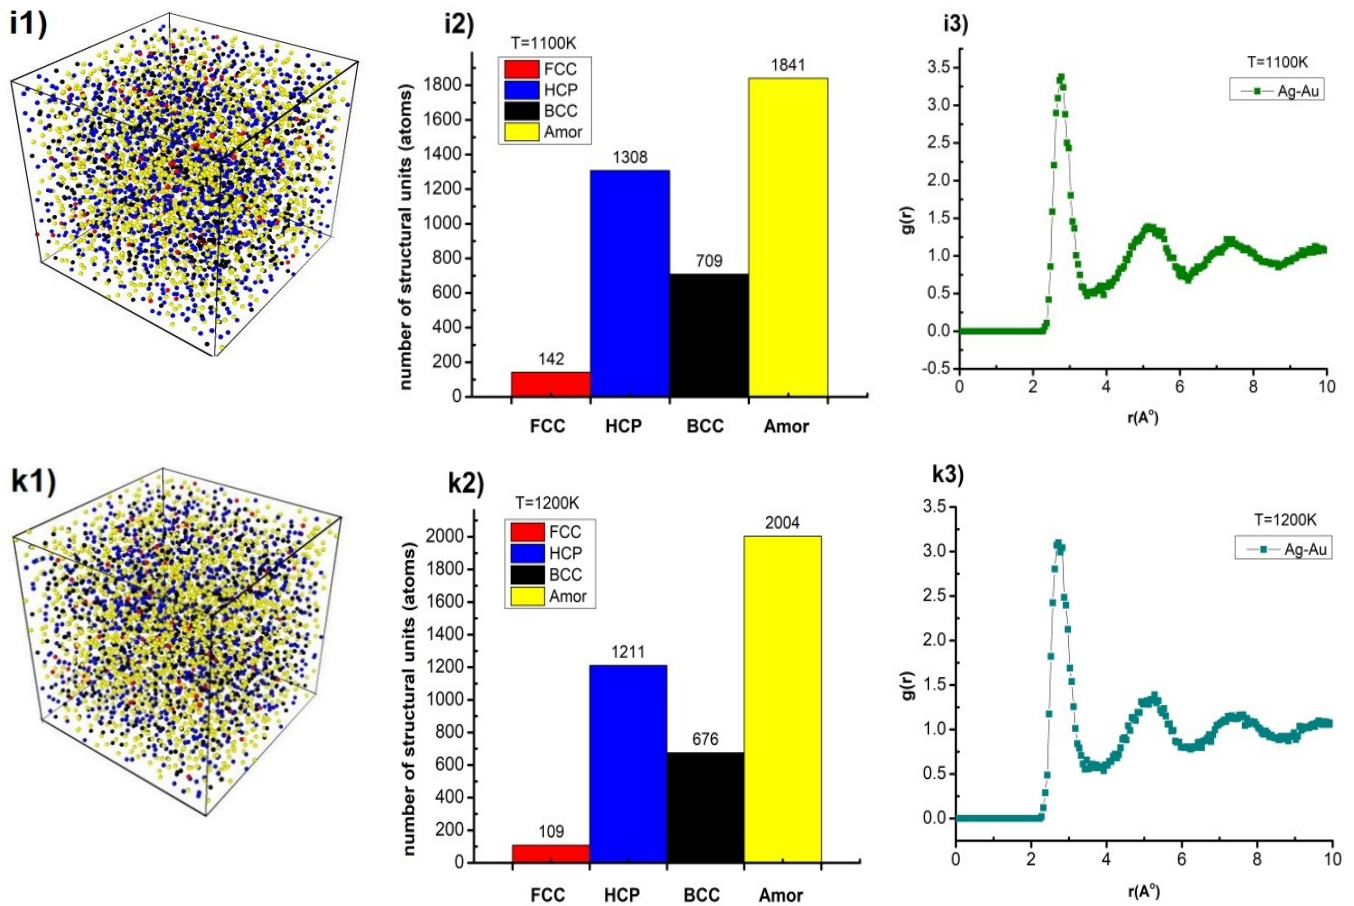 i1)
i2)
T=1100K
FCC
HCP
BCC
Amor
number of structural units (atoms)
1800
1600
1400
1200
1000
800
600
400
200
0
142
1308
709
1841
FCC HCP BCC Amor
i3)
T=1100K
Ag-Au
g(r)
3.5
3.0
2.5
2.0
1.5
1.0
0.5
0.0
-0.5
0 2 4 6 8 10
r(A°)
k1)
k2)
T=1200K
FCC
HCP
BCC
Amor
number of structural units (atoms)
2000
1800
1600
1400
1200
1000
800
600
400
200
0
109
1211
676
2004
FCC HCP BCC Amor
k3)
T=1200K
Ag-Au
g(r)
3.5
3.0
2.5
2.0
1.5
1.0
0.5
0.0
0 2 4 6 8 10
r(A°)